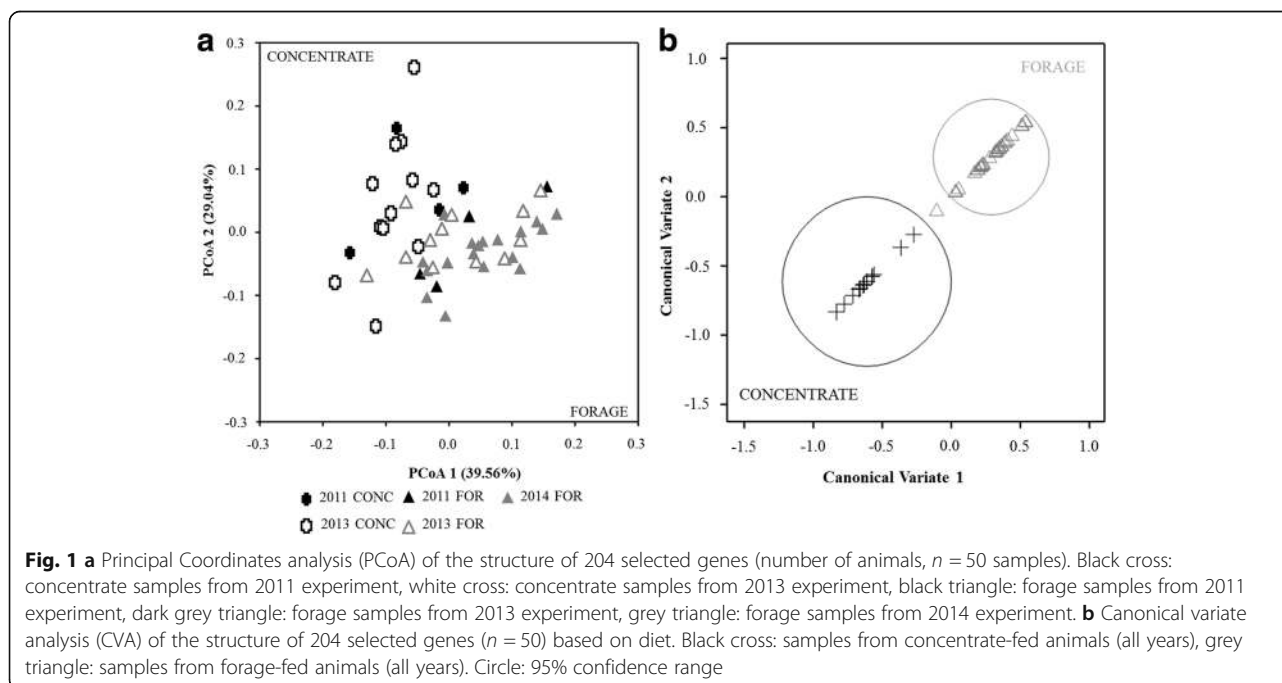 a
b
0.3
0.2
0.1
0.0
-0.1
-0.2
-0.3
PCoA 2 (29.04%)
CONCENTRATE
FORAGE
-0.3
-0.2
-0.1
0.0
0.1
0.2
0.3
PCoA 1 (39.56%)
2011 CONC 2011 FOR 2014 FOR
2013 CONC 2013 FOR
1.0
0.5
0.0
-0.5
-1.0
-1.5
Canonical Variate 2
FORAGE
CONCENTRATE
-1.5
-1.0
-0.5
0.0
0.5
1.0
Canonical Variate 1
Fig. 1 a Principal Coordinates analysis (PCoA) of the structure of 204 selected genes (number of animals, n = 50 samples). Black cross:
concentrate samples from 2011 experiment, white cross: concentrate samples from 2013 experiment, black triangle: forage samples from 2011
experiment, dark grey triangle: forage samples from 2013 experiment, grey triangle: forage samples from 2014 experiment. b Canonical variate
analysis (CVA) of the structure of 204 selected genes (n = 50) based on diet. Black cross: samples from concentrate-fed animals (all years), grey
triangle: samples from forage-fed animals (all years). Circle: 95% confidence range